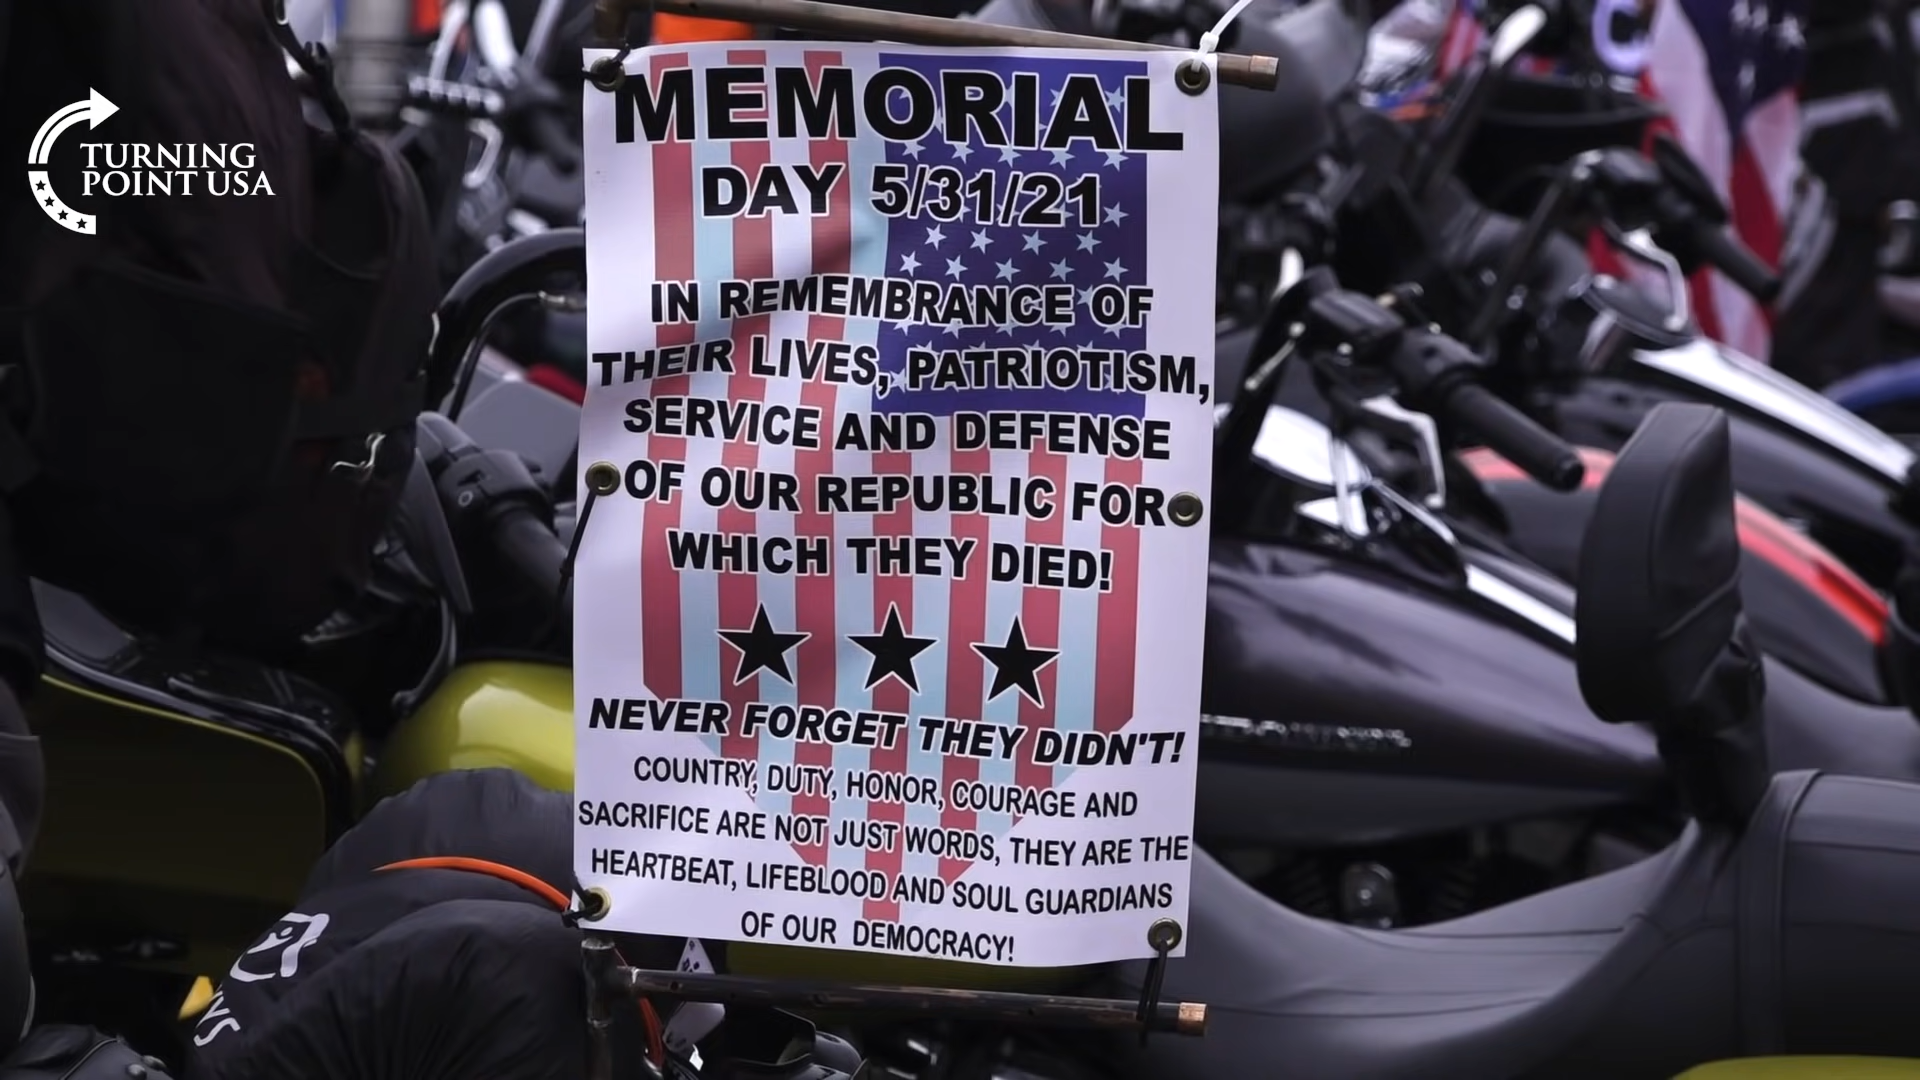 TURNING
POINT USA
MEMORIAL
DAY 5/31/21
IN REMEMBRANCE OF
THEIR LIVES, PATRIOTISM,
SERVICE AND DEFENSE
OF OUR REPUBLIC FOR
WHICH THEY DIED!
NEVER FORGET THEY DIDN'T!
COUNTRY, DUTY, HONOR, COURAGE AND
SACRIFICE ARE NOT JUST WORDS, THEY ARE THE
HEARTBEAT, LIFEBLOOD AND SOUL GUARDIANS
OF OUR DEMOCRACY!